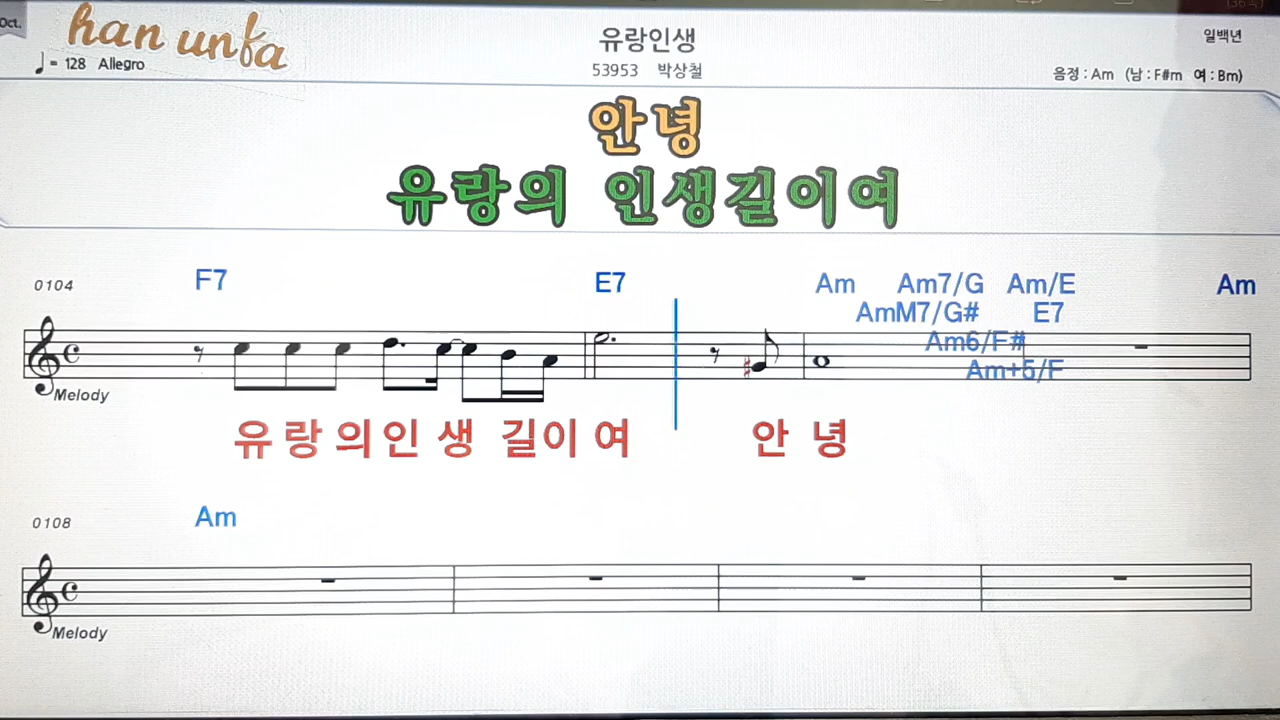 Oct.
han unfa
유랑인생
일백년
♩= 128 Allegro
53953 박상철
음정 : Am (남 : F#m 여 : Bm)
안녕
유랑의 인생길이여
0104
F7 E7 Am Am7/G Am/E Am
AmM7/G# E7
Am6/F#
Am+5/F
Melody
유 랑 의 인 생 길이 여 안 녕
0108
Am
Melody